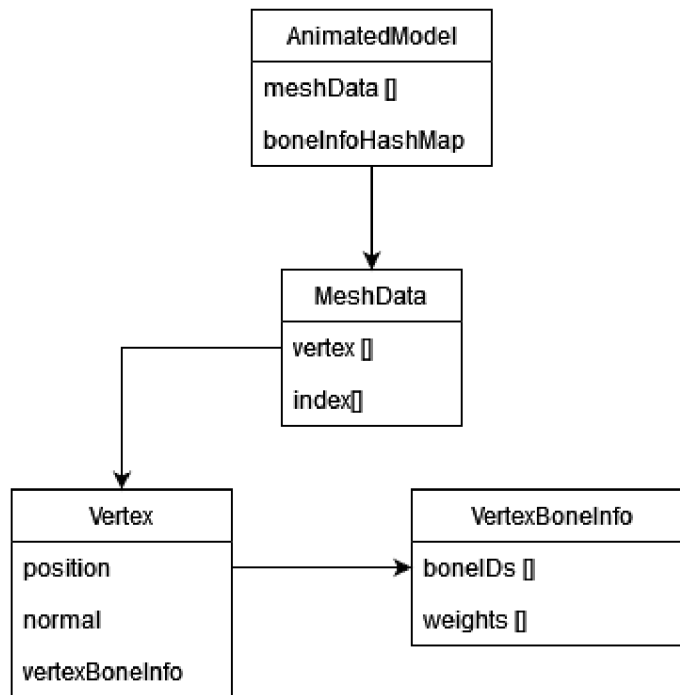 AnimatedModel
meshData []
boneInfoHashMap
MeshData
vertex []
index[]
Vertex
position
normal
vertexBoneInfo
VertexBoneInfo
boneIDs []
weights []